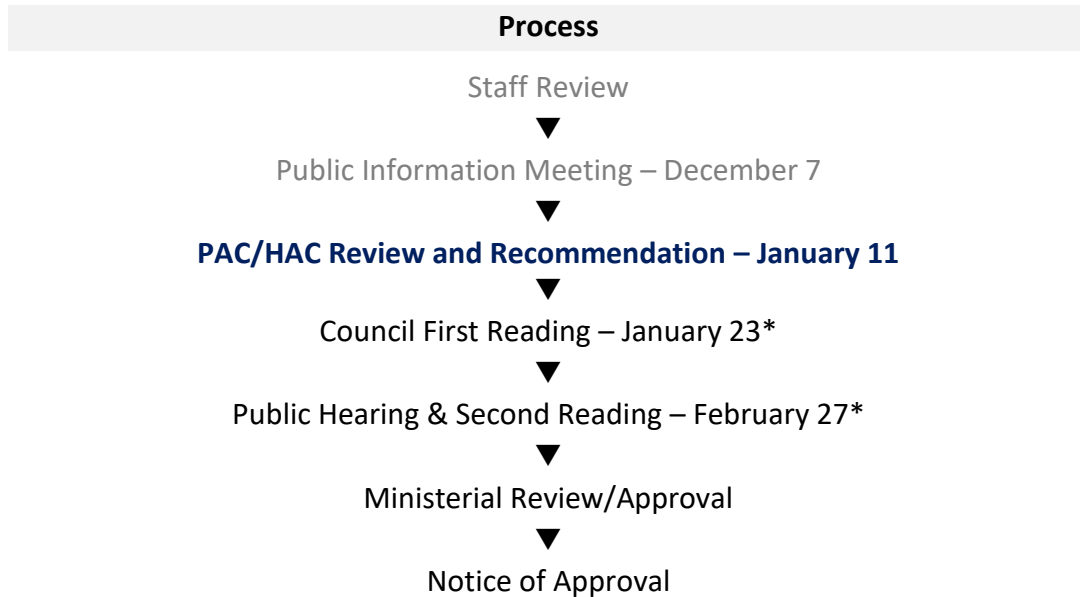 Process
Staff Review
Public Information Meeting – December 7
PAC/HAC Review and Recommendation – January 11
Council First Reading – January 23*
Public Hearing & Second Reading – February 27*
Ministerial Review/Approval
Notice of Approval